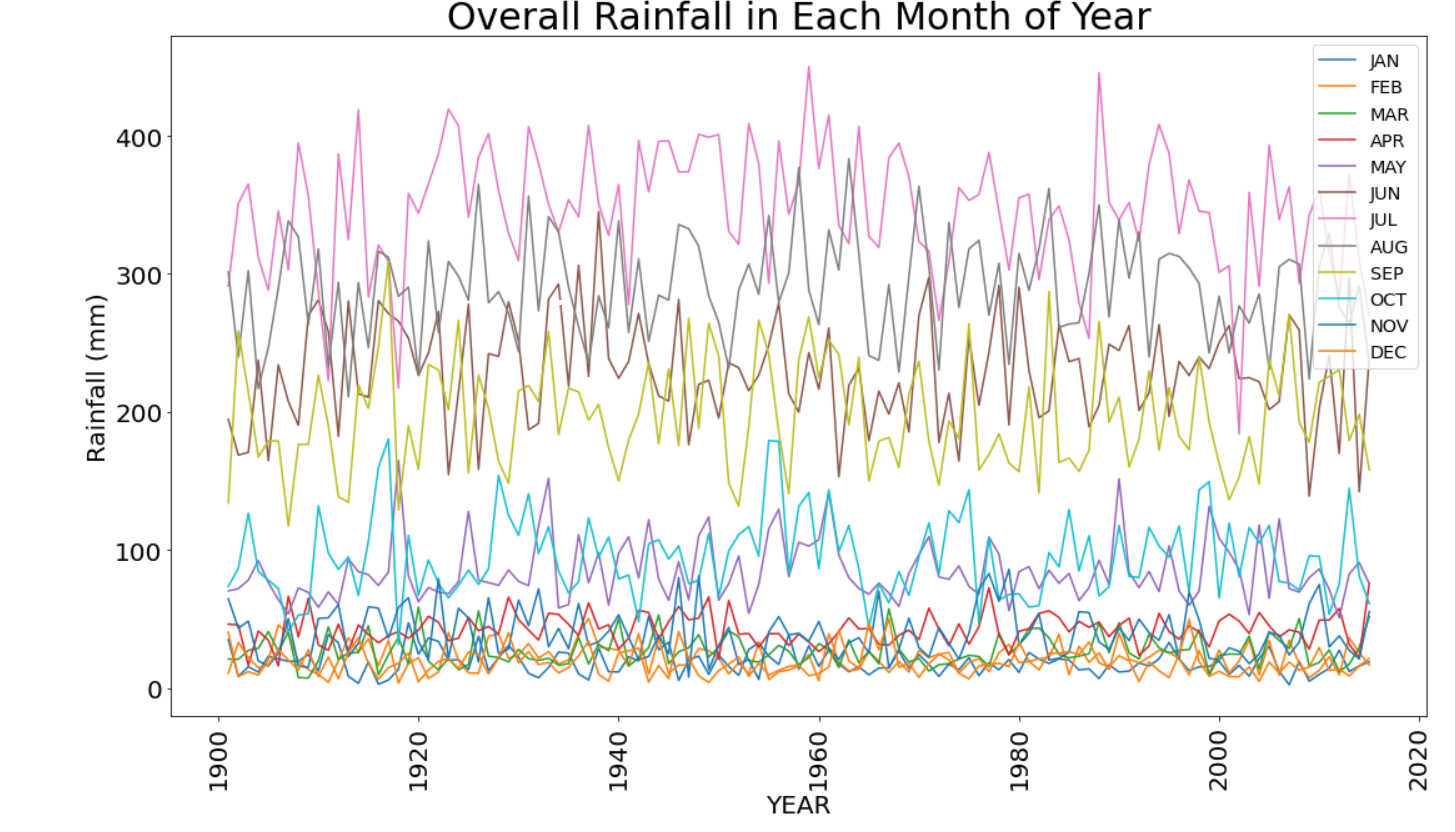 Overall Rainfall in Each Month of Year
JAN
FEB
MAR
APR
MAY
JUN
JUL
AUG
SEP
OCT
NOV
DEC
Rainfall (mm)
400
300
200
100
0
1900
1920
1940
1960
1980
2000
2020
YEAR